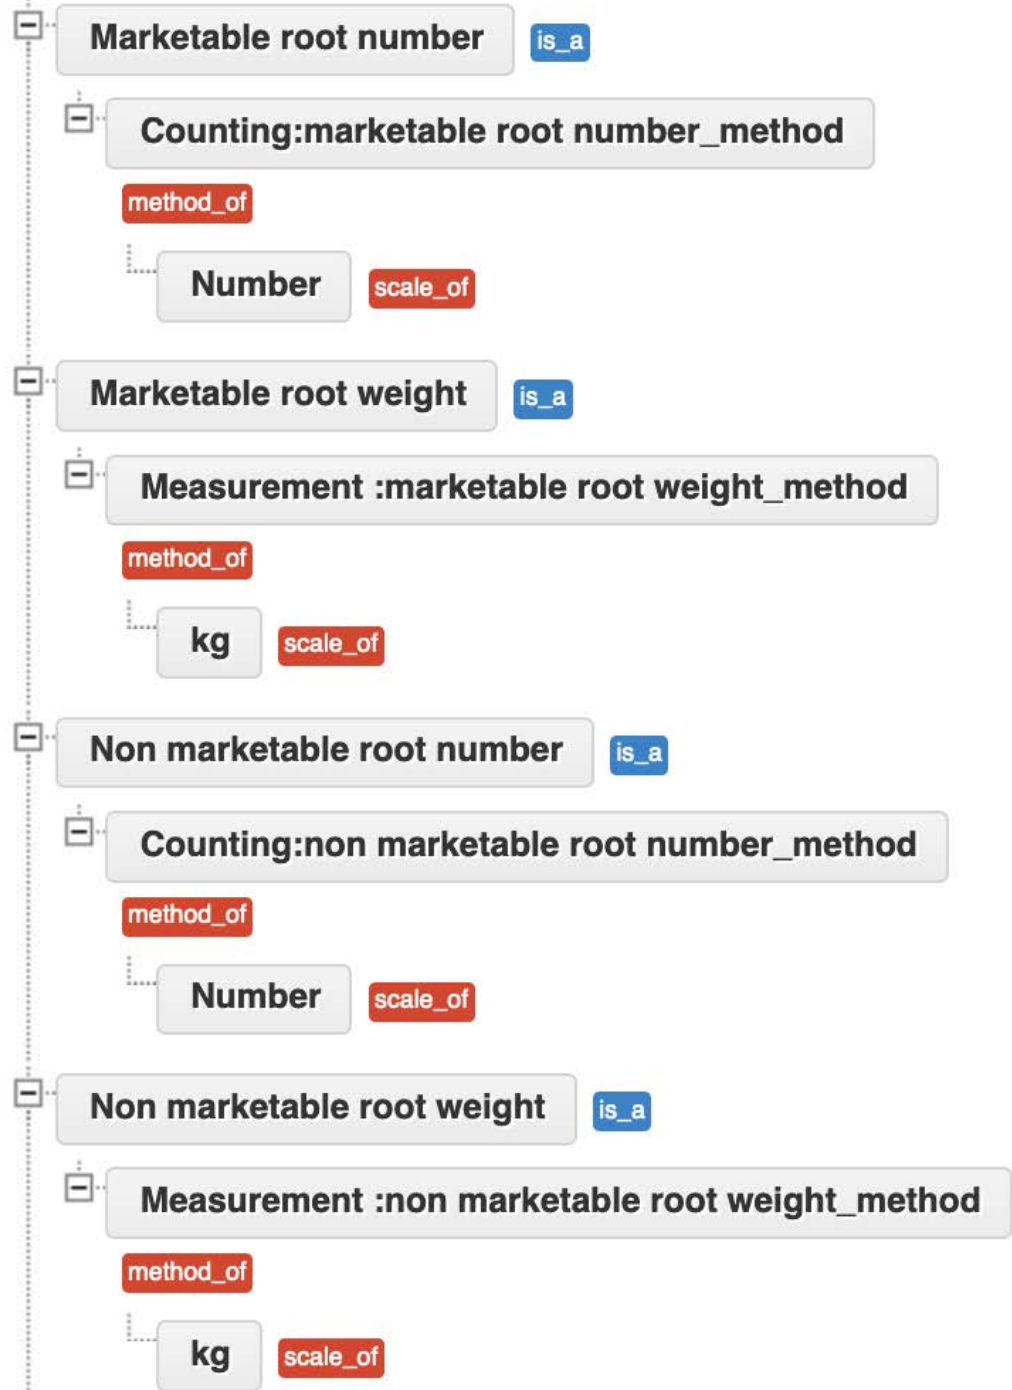 Marketable root number is_a
Counting:marketable root number_method
method_of
Number scale_of
Marketable root weight is_a
Measurement :marketable root weight_method
method_of
kg scale_of
Non marketable root number is_a
Counting:non marketable root number_method
method_of
Number scale_of
Non marketable root weight is_a
Measurement :non marketable root weight_method
method_of
kg scale_of